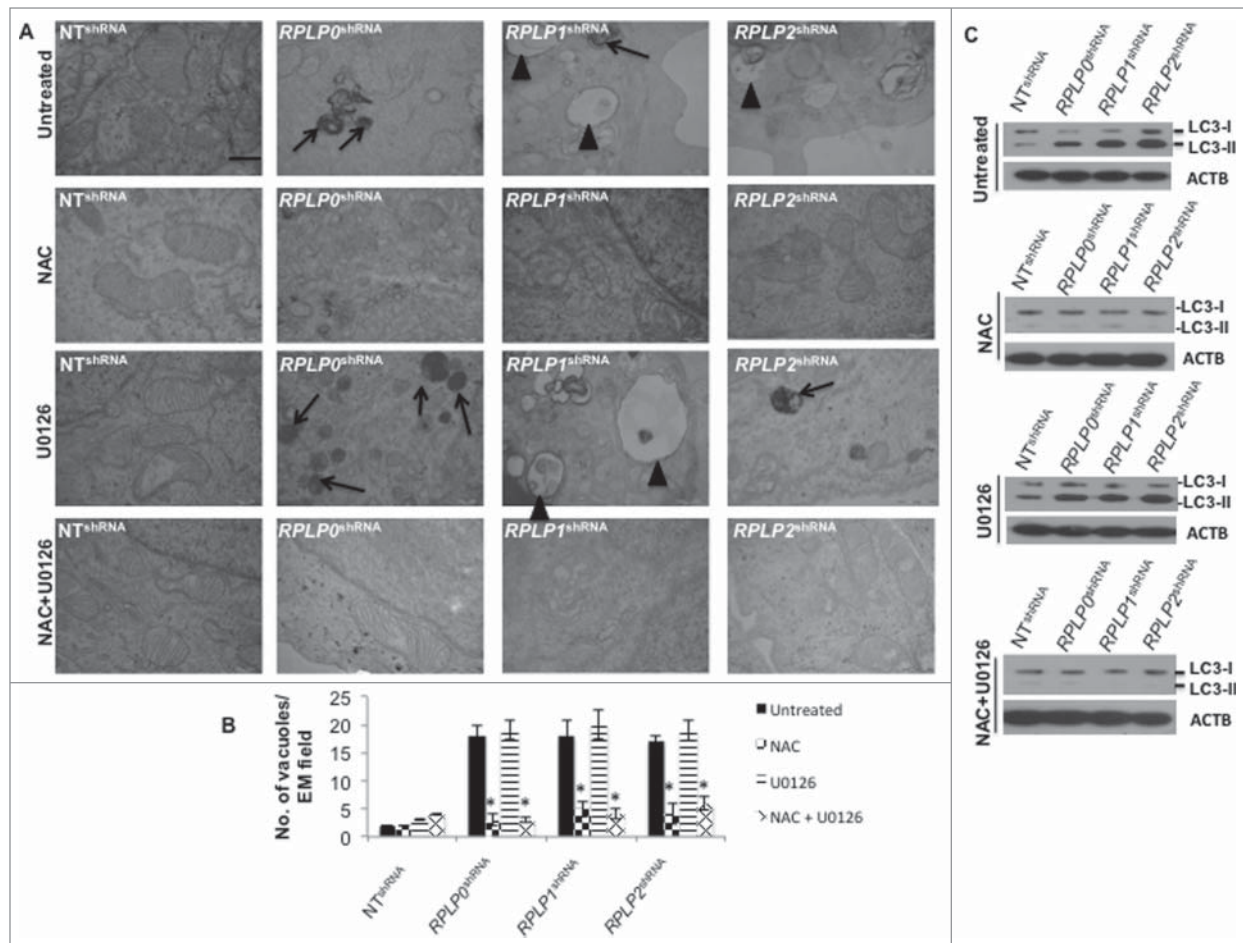 A
NTshRNA RPLP0shRNA RPLP1shRNA RPLP2shRNA
Untreated
NTshRNA RPLP0shRNA RPLP1shRNA RPLP2shRNA
NAC
NTshRNA RPLP0shRNA RPLP1shRNA RPLP2shRNA
U0126
NTshRNA RPLP0shRNA RPLP1shRNA RPLP2shRNA
NAC+U0126
B
No. of vacuoles/
EM field
25
20
15
10
5
0
* * * * * *
NTshRNA RPLP0shRNA RPLP1shRNA RPLP2shRNA
Untreated
NAC
U0126
NAC + U0126
C
NTshRNA RPLP0shRNA RPLP1shRNA RPLP2shRNA
Untreated
LC3-I
LC3-II
ACTB
NTshRNA RPLP0shRNA RPLP1shRNA RPLP2shRNA
NAC
-LC3-I
-LC3-II
ACTB
NTshRNA RPLP0shRNA RPLP1shRNA RPLP2shRNA
U0126
-LC3-I
-LC3-II
ACTB
NTshRNA RPLP0shRNA RPLP1shRNA RPLP2shRNA
NAC+U0126
LC3-I
LC3-II
ACTB